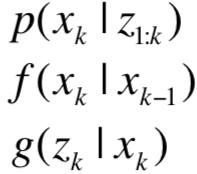 p(x_k | z_{1:k})
f(x_k | x_{k−1})
g(z_k | x_k)